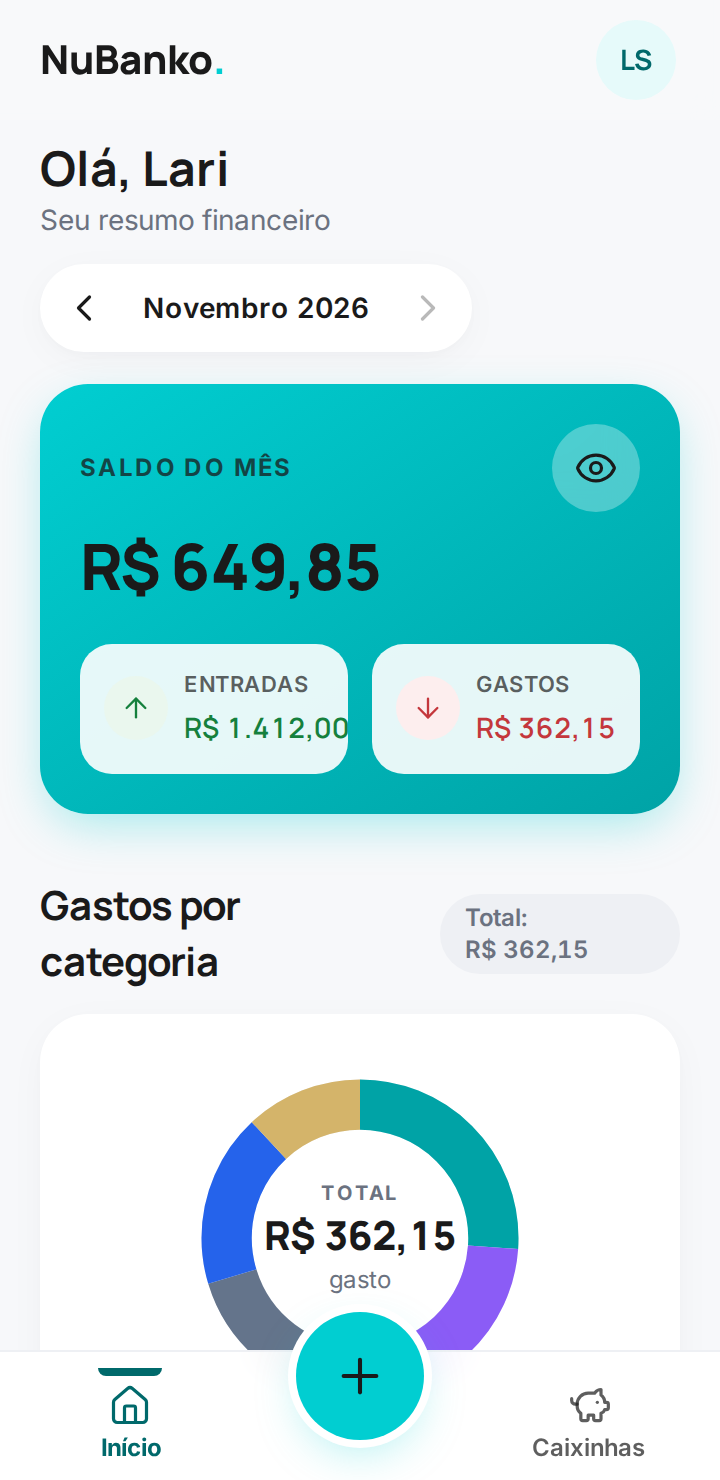 NuBanko.
LS
Olá, Lari
Seu resumo financeiro
Novembro 2026
SALDO DO MÊS
R$ 649,85
ENTRADAS
R$ 1.412,00
GASTOS
R$ 362,15
Gastos por
categoria
Total:
R$ 362,15
TOTAL
R$ 362,15
gasto
Início
Caixinhas